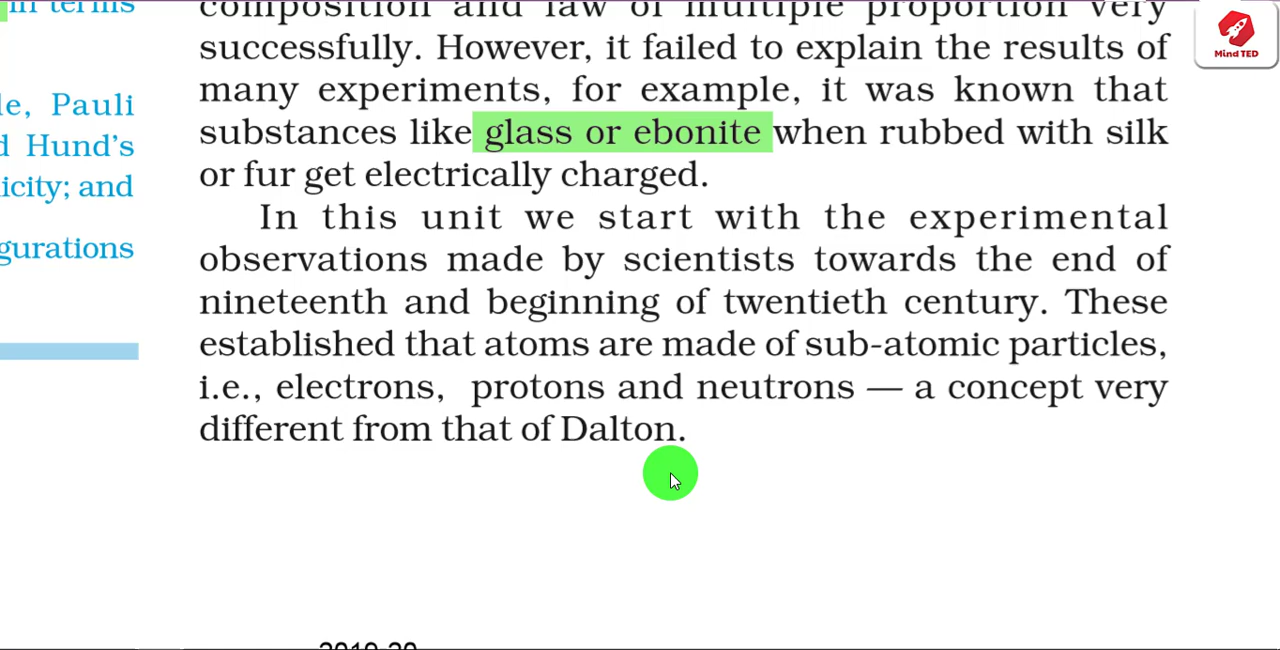 in terms
composition and law of multiple proportion very
successfully. However, it failed to explain the results of
many experiments, for example, it was known that
substances like glass or ebonite when rubbed with silk
or fur get electrically charged.
In this unit we start with the experimental
observations made by scientists towards the end of
nineteenth and beginning of twentieth century. These
established that atoms are made of sub-atomic particles,
i.e., electrons, protons and neutrons — a concept very
different from that of Dalton.
le, Pauli
d Hund's
icity; and
gurations
Mind TED
2019-20